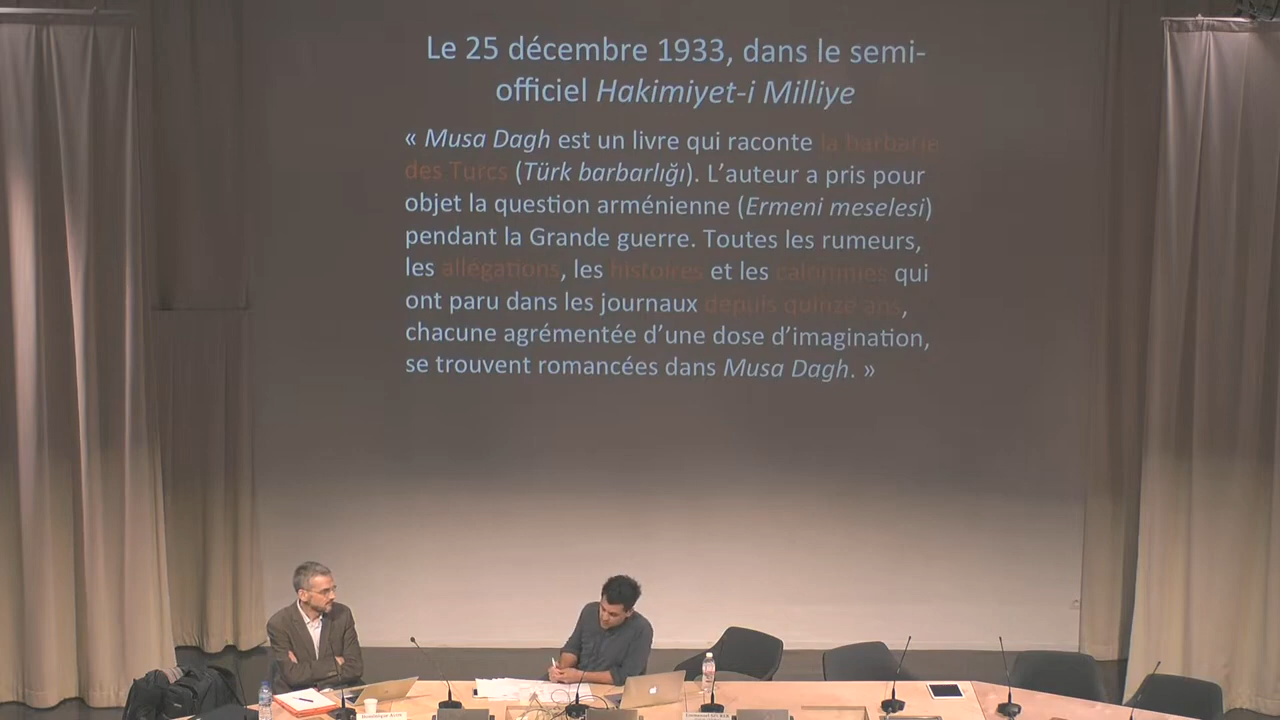 Le 25 décembre 1933, dans le semi-
officiel Hakimiyet-i Milliye
« Musa Dagh est un livre qui raconte la barbarie
des Turcs (Türk barbarlığı). L’auteur a pris pour
objet la question arménienne (Ermeni meselesi)
pendant la Grande guerre. Toutes les rumeurs,
les allégations, les histoires et les calomnies qui
ont paru dans les journaux depuis quinze ans,
chacune agrémentée d’une dose d’imagination,
se trouvent romancées dans Musa Dagh. »